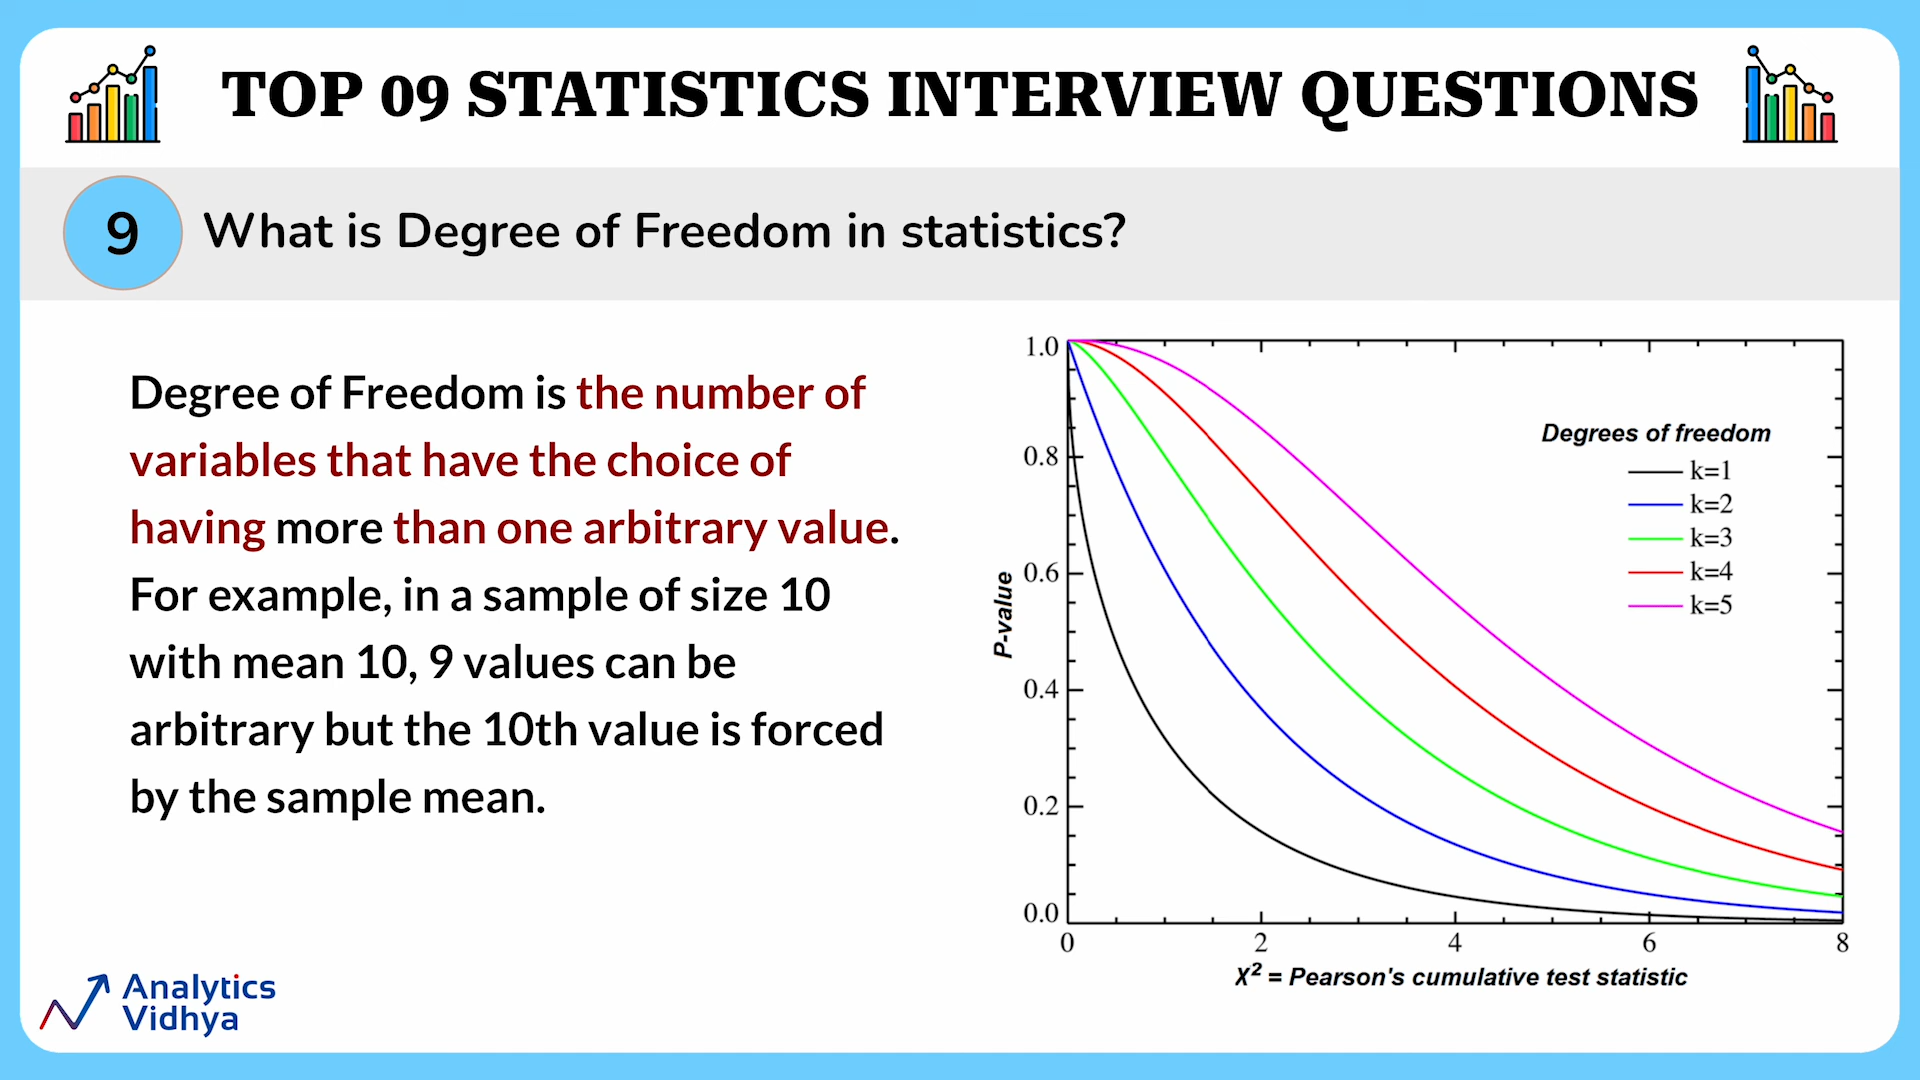 TOP 09 STATISTICS INTERVIEW QUESTIONS
9
What is Degree of Freedom in statistics?
Degree of Freedom is the number of
variables that have the choice of
having more than one arbitrary value.
For example, in a sample of size 10
with mean 10, 9 values can be
arbitrary but the 10th value is forced
by the sample mean.
1.0
0.8
0.6
0.4
0.2
0.0
P-value
Degrees of freedom
k=1
k=2
k=3
k=4
k=5
0 2 4 6 8
X² = Pearson's cumulative test statistic
Analytics
Vidhya